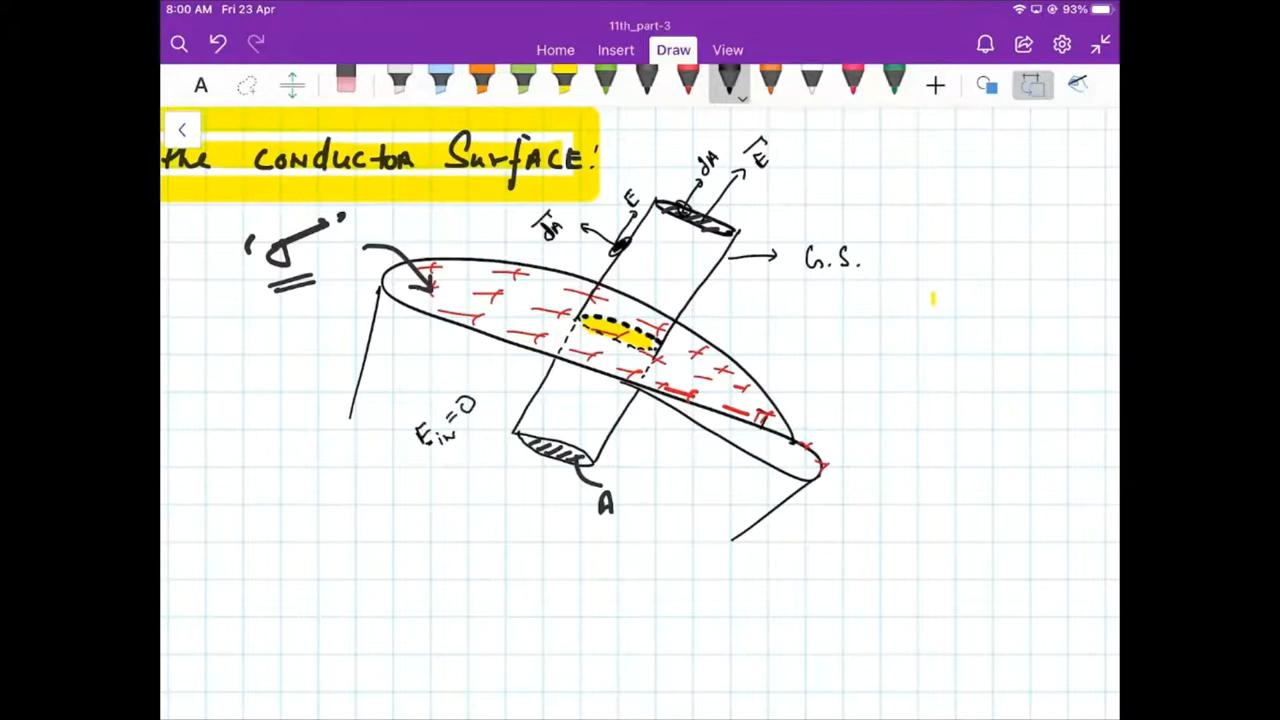 8:00 AM Fri 23 Apr
93%
11th_part-3
Home Insert Draw View
A
the CONDUCTOR SURFACE:
dA
E
E
dA
"σ"
G.S.
E_in = 0
A